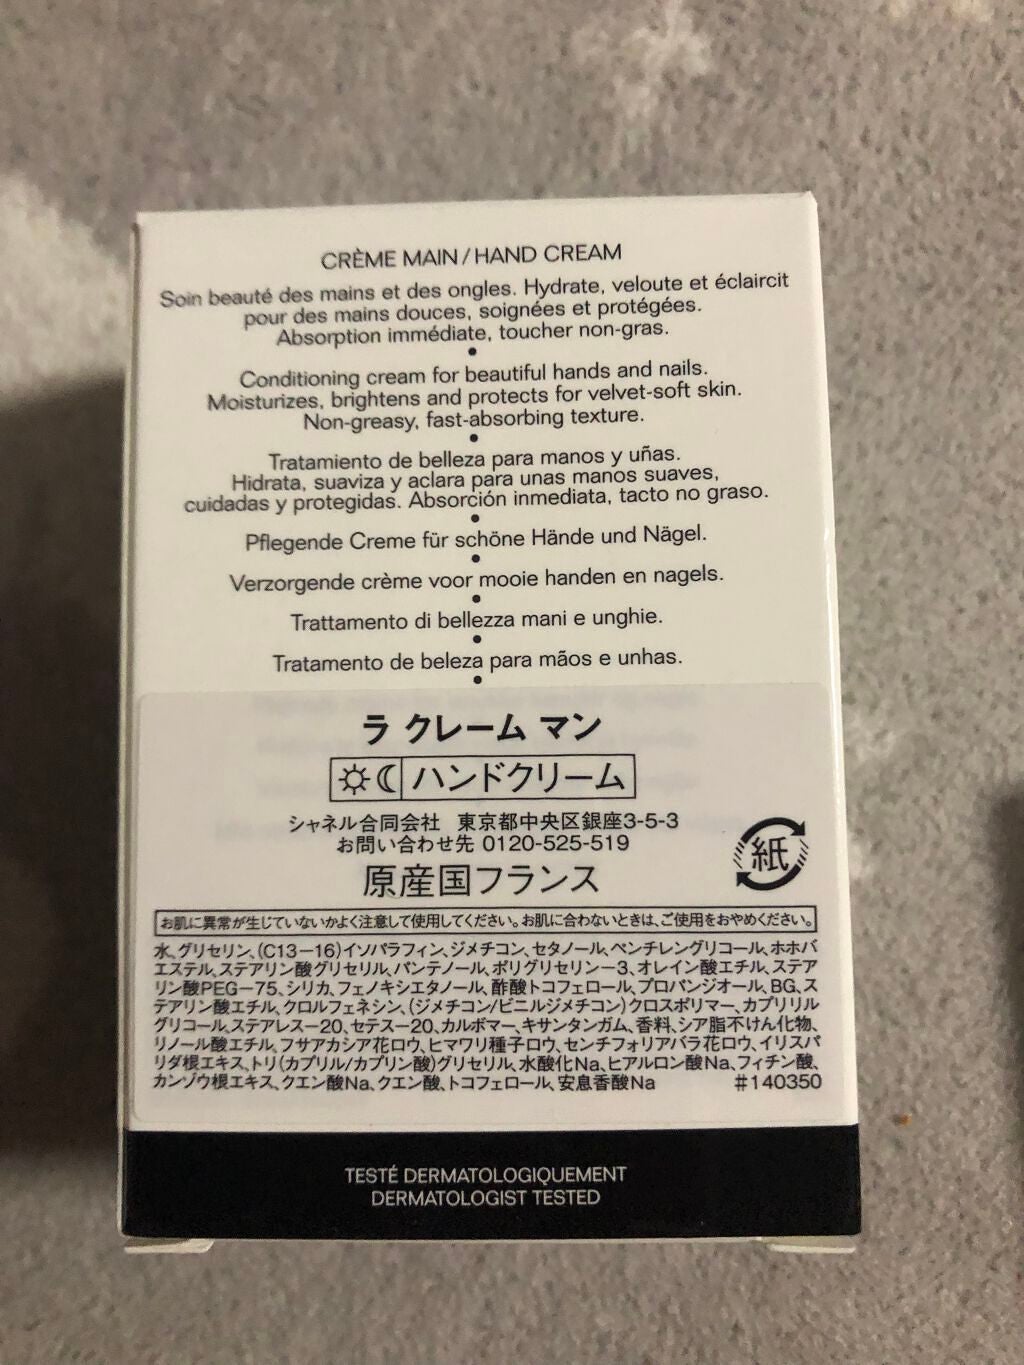 CRÈME MAIN / HAND CREAM
Soin beauté des mains et des ongles. Hydrate, veloute et éclaircit
pour des mains douces, soignées et protégées.
Absorption immédiate, toucher non-gras.
•
Conditioning cream for beautiful hands and nails.
Moisturizes, brightens and protects for velvet-soft skin.
Non-greasy, fast-absorbing texture.
•
Tratamiento de belleza para manos y uñas.
Hidrata, suaviza y aclara para unas manos suaves,
cuidadas y protegidas. Absorción inmediata, tacto no graso.
•
Pflegende Creme für schöne Hände und Nägel.
•
Verzorgende crème voor mooie handen en nagels.
•
Trattamento di bellezza mani e unghie.
•
Tratamento de beleza para mãos e unhas.
•
ラ クレーム マン
ハンドクリーム
シャネル合同会社 東京都中央区銀座3-5-3
お問い合わせ先 0120-525-519
紙
原産国フランス
お肌に異常が生じていないかよく注意して使用してください。お肌に合わないときは、ご使用をおやめください。
水、グリセリン、(C13－16)イソパラフィン、ジメチコン、セタノール、ペンチレングリコール、ホホバ
エステル、ステアリン酸グリセリル、パンテノール、ポリグリセリン－3、オレイン酸エチル、ステア
リン酸PEG－75、シリカ、フェノキシエタノール、酢酸トコフェロール、プロパンジオール、BG、ス
テアリン酸エチル、クロルフェネシン、(ジメチコン/ビニルジメチコン)クロスポリマー、カプリリル
グリコール、ステアレス－20、セテス－20、カルボマー、キサンタンガム、香料、シア脂不けん化物、
リノール酸エチル、フサアカシア花ロウ、ヒマワリ種子ロウ、センチフォリアバラ花ロウ、イリスパ
リダ根エキス、トリ(カプリル/カプリン酸)グリセリル、水酸化Na、ヒアルロン酸Na、フィチン酸、
カンゾウ根エキス、クエン酸Na、クエン酸、トコフェロール、安息香酸Na #140350
TESTÉ DERMATOLOGIQUEMENT
DERMATOLOGIST TESTED